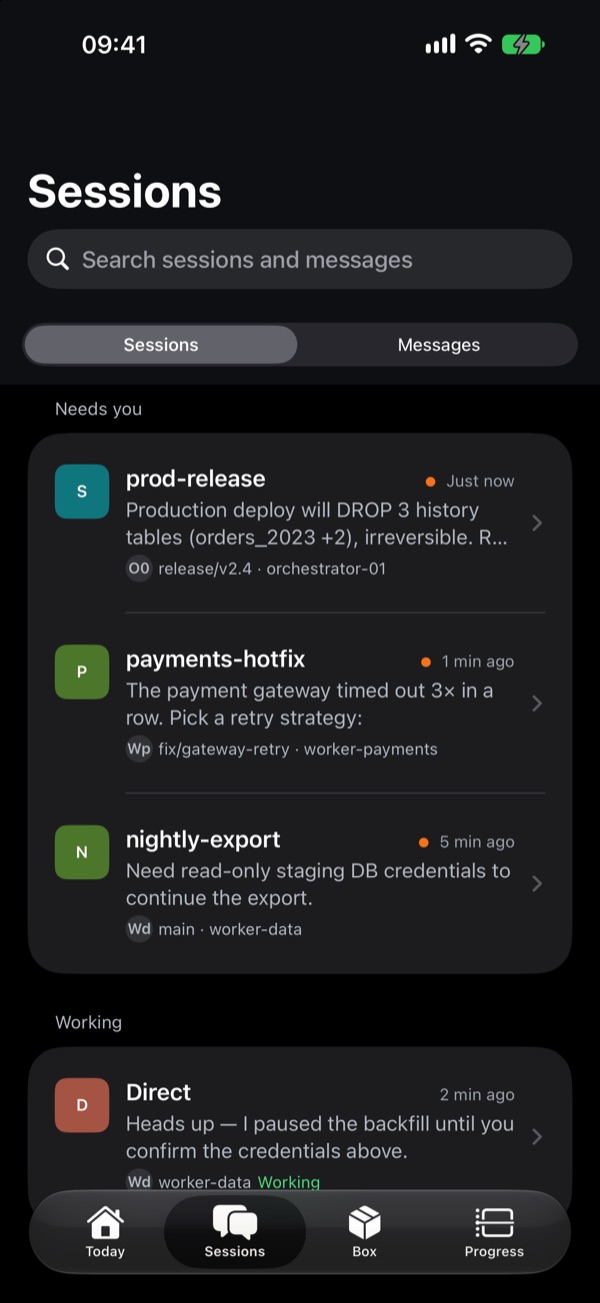 09:41
Sessions
Search sessions and messages
Sessions
Messages
Needs you
S
prod-release
Just now
Production deploy will DROP 3 history
tables (orders_2023 +2), irreversible. R...
O0 release/v2.4 · orchestrator-01
P
payments-hotfix
1 min ago
The payment gateway timed out 3× in a
row. Pick a retry strategy:
Wp fix/gateway-retry · worker-payments
N
nightly-export
5 min ago
Need read-only staging DB credentials to
continue the export.
Wd main · worker-data
Working
D
Direct
2 min ago
Heads up — I paused the backfill until you
confirm the credentials above.
Wd worker-data Working
Today
Sessions
Box
Progress